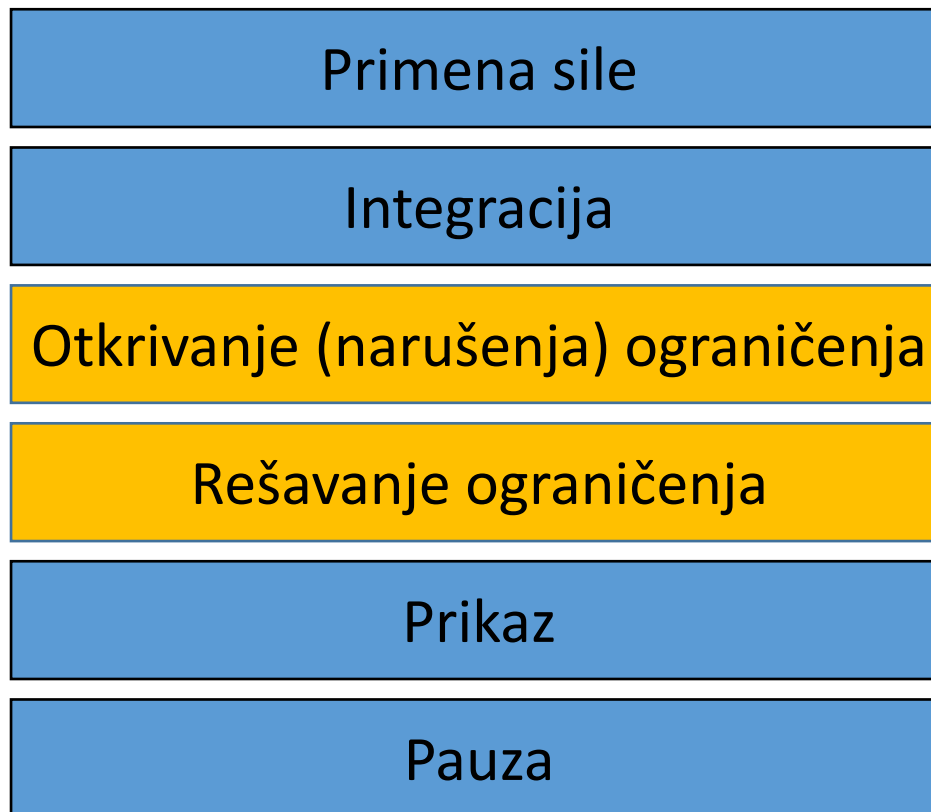 Primena sile
Integracija
Otkrivanje (narušenja) ograničenja
Rešavanje ograničenja
Prikaz
Pauza